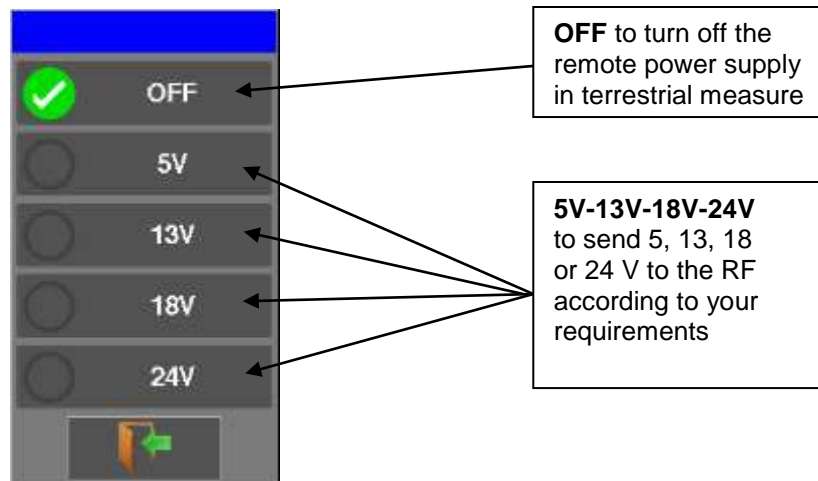 OFF
5V
13V
18V
24V
OFF to turn off the
remote power supply
in terrestrial measure
5V-13V-18V-24V
to send 5, 13, 18
or 24 V to the RF
according to your
requirements